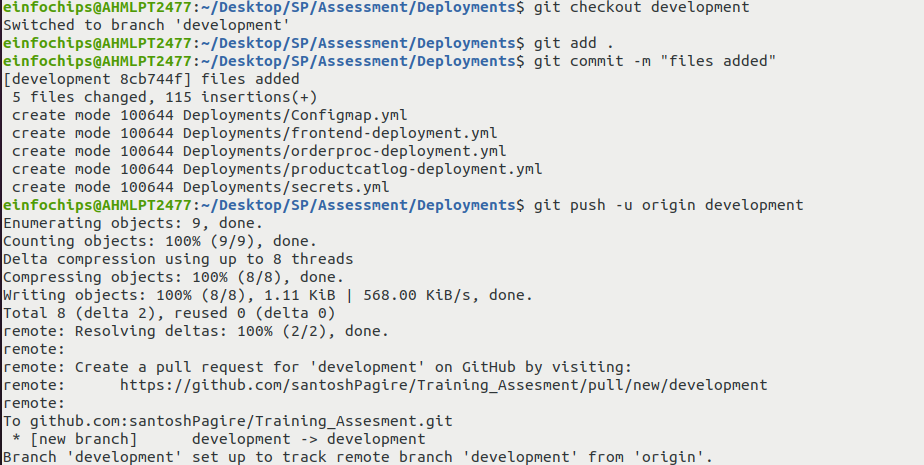 einfochips@AHMLPT2477:~/Desktop/SP/Assessment/Deployments$ git checkout development
Switched to branch 'development'
einfochips@AHMLPT2477:~/Desktop/SP/Assessment/Deployments$ git add .
einfochips@AHMLPT2477:~/Desktop/SP/Assessment/Deployments$ git commit -m "files added"
[development 8cb744f] files added
 5 files changed, 115 insertions(+)
 create mode 100644 Deployments/Configmap.yml
 create mode 100644 Deployments/frontend-deployment.yml
 create mode 100644 Deployments/orderproc-deployment.yml
 create mode 100644 Deployments/productcatlog-deployment.yml
 create mode 100644 Deployments/secrets.yml
einfochips@AHMLPT2477:~/Desktop/SP/Assessment/Deployments$ git push -u origin development
Enumerating objects: 9, done.
Counting objects: 100% (9/9), done.
Delta compression using up to 8 threads
Compressing objects: 100% (8/8), done.
Writing objects: 100% (8/8), 1.11 KiB | 568.00 KiB/s, done.
Total 8 (delta 2), reused 0 (delta 0)
remote: Resolving deltas: 100% (2/2), done.
remote:
remote: Create a pull request for 'development' on GitHub by visiting:
remote:      https://github.com/santoshPagire/Training_Assesment/pull/new/development
remote:
To github.com:santoshPagire/Training_Assesment.git
 * [new branch]      development -> development
Branch 'development' set up to track remote branch 'development' from 'origin'.